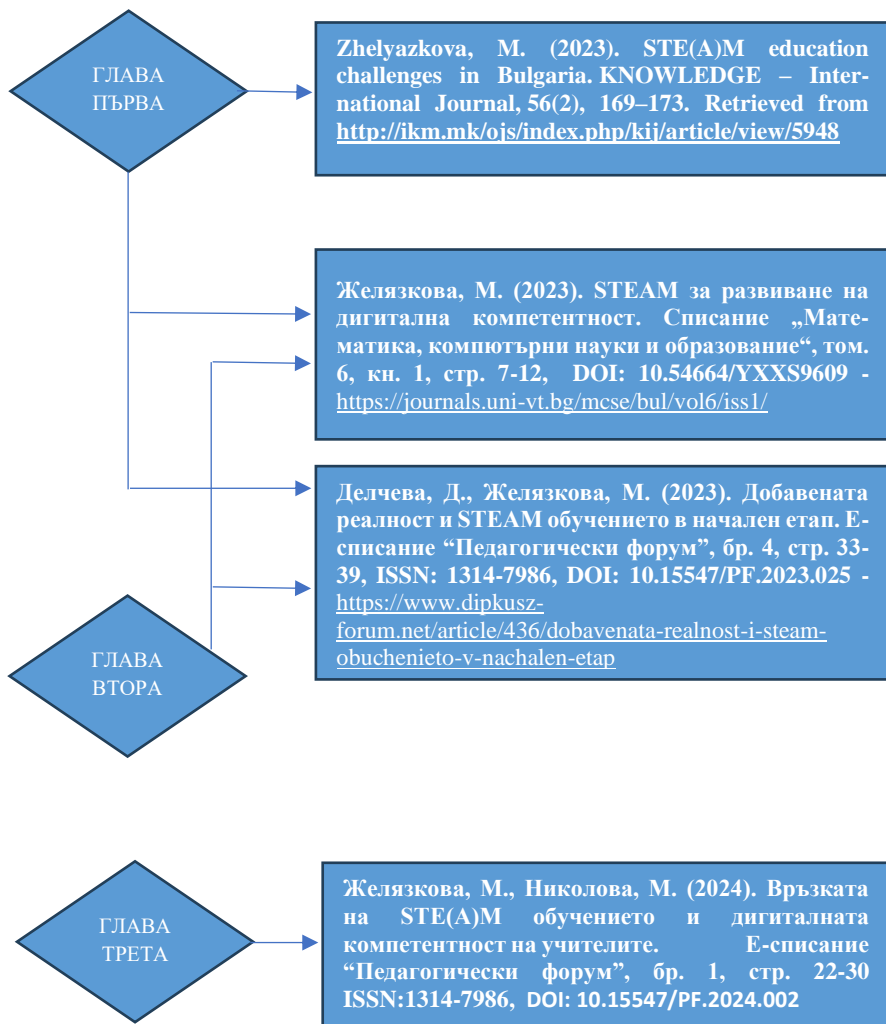 ГЛАВА
ПЪРВА
Zhelyazkova, M. (2023). STE(A)M education
challenges in Bulgaria. KNOWLEDGE – Inter-
national Journal, 56(2), 169–173. Retrieved from
http://ikm.mk/ojs/index.php/kij/article/view/5948
Желязкова, М. (2023). STEAM за развиване на
дигитална компетентност. Списание „Мате-
матика, компютърни науки и образование“, том.
6, кн. 1, стр. 7-12, DOI: 10.54664/YXXS9609 -
https://journals.uni-vt.bg/mcse/bul/vol6/iss1/
Делчева, Д., Желязкова, М. (2023). Добавената
реалност и STEAM обучението в начален етап. Е-
списание “Педагогически форум”, бр. 4, стр. 33-
39, ISSN: 1314-7986, DOI: 10.15547/PF.2023.025 -
https://www.dipkusz-
forum.net/article/436/dobavenata-realnost-i-steam-
obuchenieto-v-nachalen-etap
ГЛАВА
ВТОРА
ГЛАВА
ТРЕТА
Желязкова, М., Николова, М. (2024). Връзката
на STE(A)M обучението и дигиталната
компетентност на учителите. Е-списание
“Педагогически форум”, бр. 1, стр. 22-30
ISSN:1314-7986, DOI: 10.15547/PF.2024.002